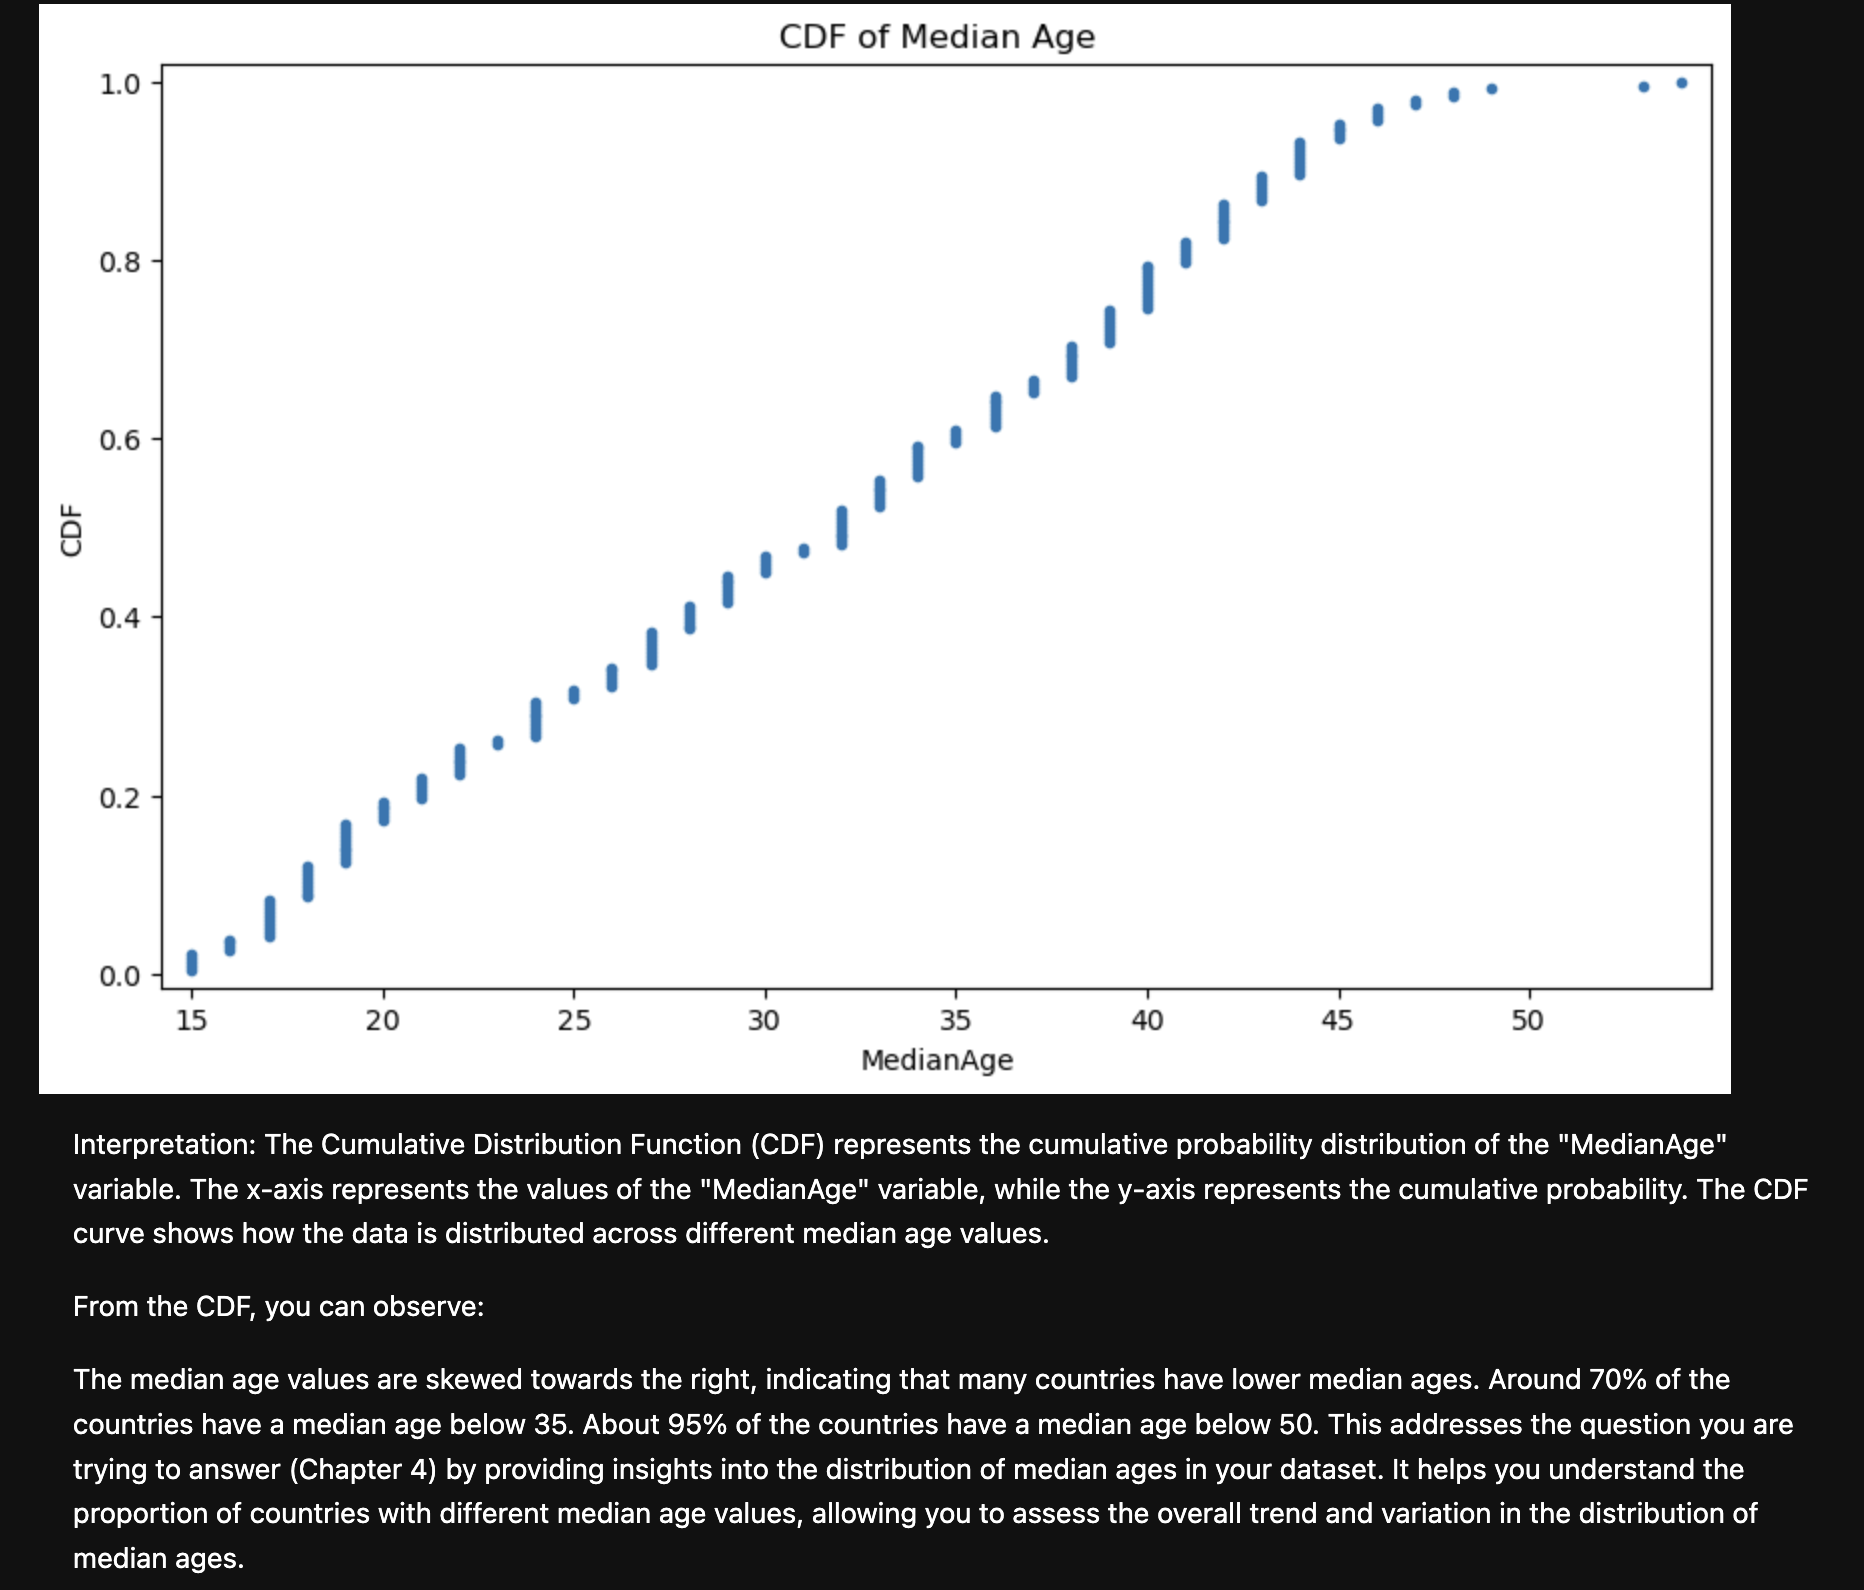 CDF of Median Age
1.0
0.8
0.6
0.4
0.2
0.0
CDF
15 20 25 30 35 40 45 50
MedianAge
Interpretation: The Cumulative Distribution Function (CDF) represents the cumulative probability distribution of the "MedianAge"
variable. The x-axis represents the values of the "MedianAge" variable, while the y-axis represents the cumulative probability. The CDF
curve shows how the data is distributed across different median age values.
From the CDF, you can observe:
The median age values are skewed towards the right, indicating that many countries have lower median ages. Around 70% of the
countries have a median age below 35. About 95% of the countries have a median age below 50. This addresses the question you are
trying to answer (Chapter 4) by providing insights into the distribution of median ages in your dataset. It helps you understand the
proportion of countries with different median age values, allowing you to assess the overall trend and variation in the distribution of
median ages.